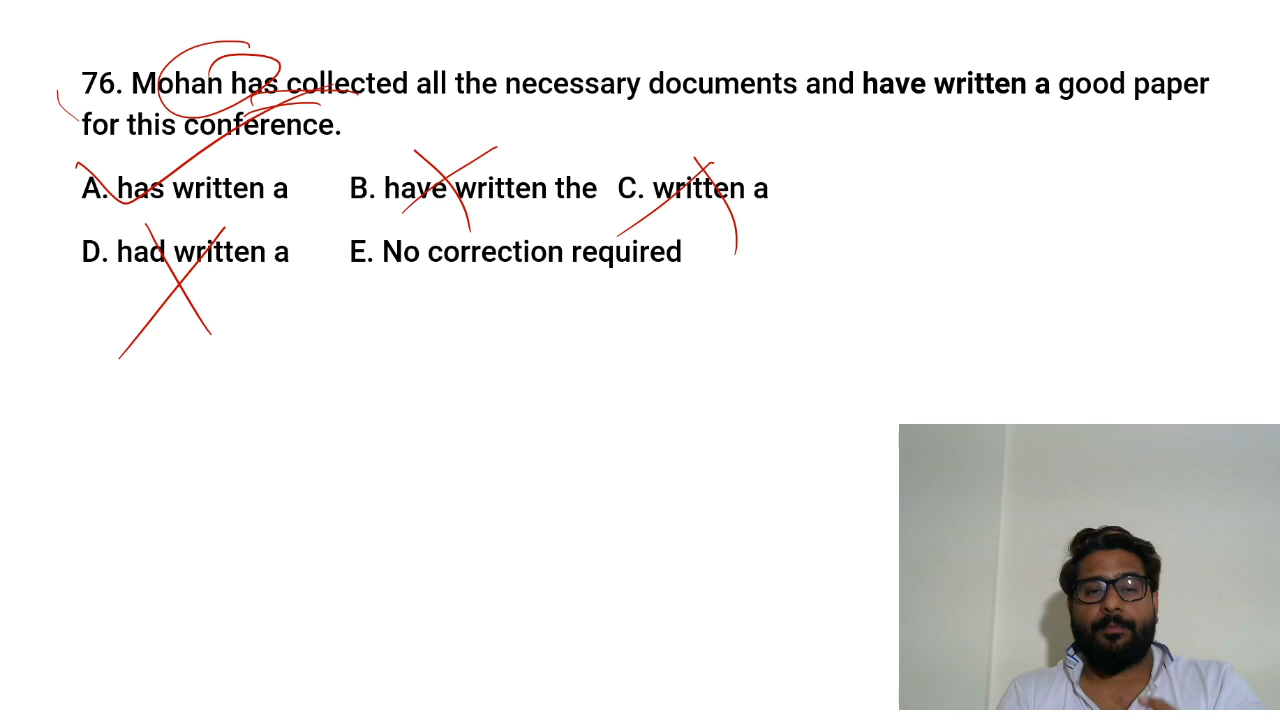 76. Mohan has collected all the necessary documents and have written a good paper
for this conference.
A. has written a B. have written the C. written a
D. had written a E. No correction required